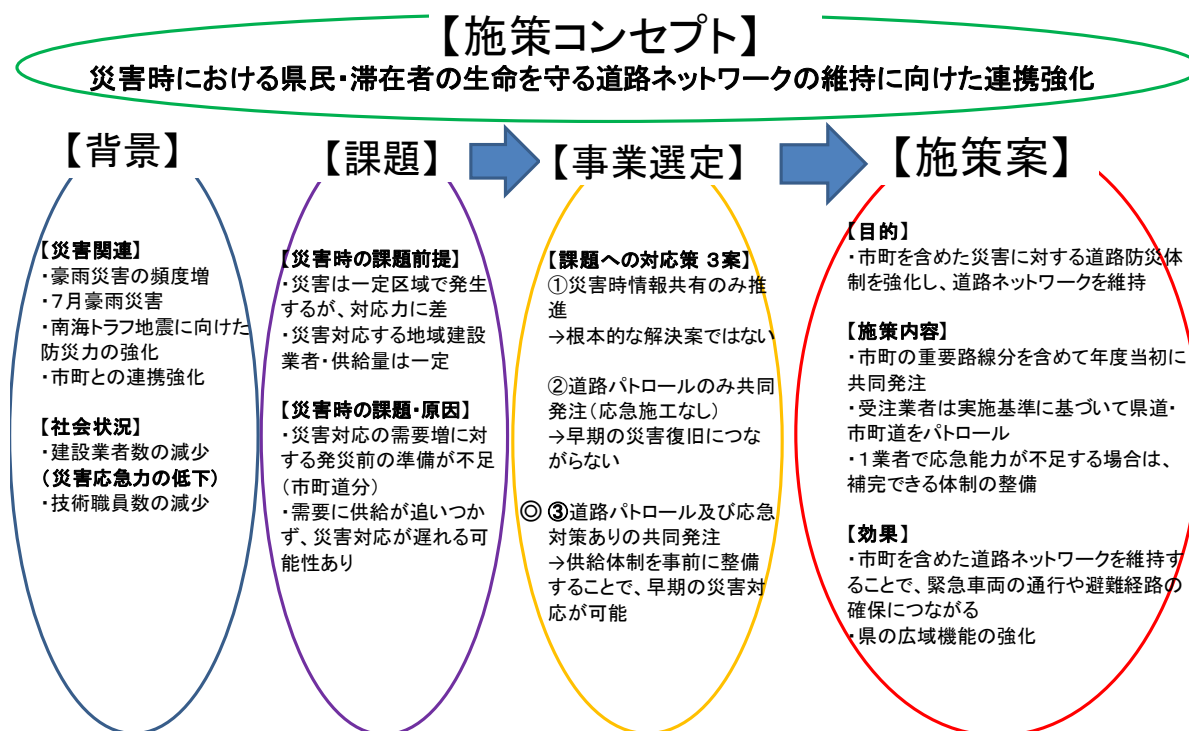 【施策コンセプト】
災害時における県民・滞在者の生命を守る道路ネットワークの維持に向けた連携強化
【背景】
【災害関連】
・豪雨災害の頻度増
・7月豪雨災害
・南海トラフ地震に向けた
防災力の強化
・市町との連携強化
【社会状況】
・建設業者数の減少
(災害応急力の低下)
・技術職員数の減少
【課題】
【災害時の課題前提】
・災害は一定区域で発生
するが、対応力に差
・災害対応する地域建設
業者・供給量は一定
【災害時の課題・原因】
・災害対応の需要増に対
する発災前の準備が不足
(市町道分)
・需要に供給が追いつか
ず、災害対応が遅れる可
能性あり
【事業選定】
【課題への対応策 3案】
①災害時情報共有のみ推
進
→根本的な解決案ではない
②道路パトロールのみ共同
発注(応急施工なし)
→早期の災害復旧につな
がらない
◎ ③道路パトロール及び応急
対策ありの共同発注
→供給体制を事前に整備
することで、早期の災害対
応が可能
【施策案】
【目的】
・市町を含めた災害に対する道路防災体
制を強化し、道路ネットワークを維持
【施策内容】
・市町の重要路線分を含めて年度当初に
共同発注
・受注業者は実施基準に基づいて県道・
市町道をパトロール
・1業者で応急能力が不足する場合は、
補完できる体制の整備
【効果】
・市町を含めた道路ネットワークを維持す
ることで、緊急車両の通行や避難経路の
確保につながる
・県の広域機能の強化